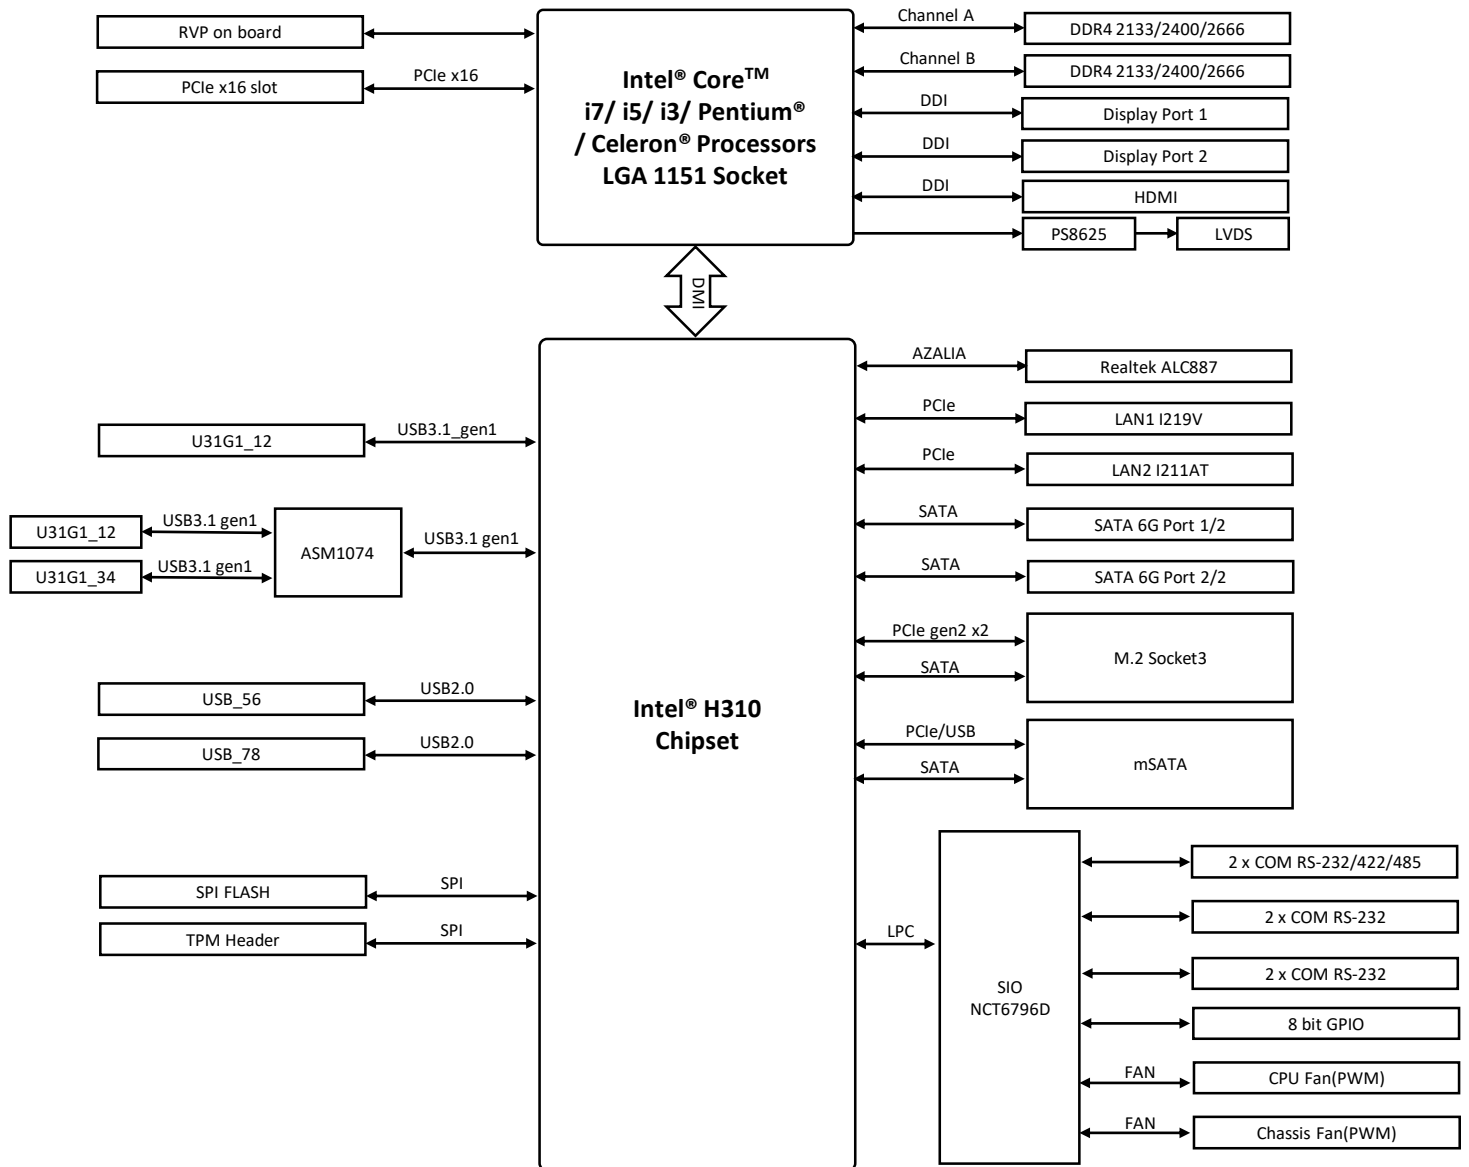 RVP on board
PCIe x16 slot
PCIe x16
Intel® Core™
i7/ i5/ i3/ Pentium®
/ Celeron® Processors
LGA 1151 Socket
Channel A
DDR4 2133/2400/2666
Channel B
DDR4 2133/2400/2666
DDI
Display Port 1
DDI
Display Port 2
DDI
HDMI
PS8625
LVDS
DMI
U31G1_12
USB3.1_gen1
U31G1_12
USB3.1 gen1
U31G1_34
USB3.1 gen1
ASM1074
USB3.1 gen1
USB_56
USB2.0
USB_78
USB2.0
SPI FLASH
SPI
TPM Header
SPI
Intel® H310
Chipset
AZALIA
Realtek ALC887
PCIe
LAN1 I219V
PCIe
LAN2 I211AT
SATA
SATA 6G Port 1/2
SATA
SATA 6G Port 2/2
PCIe gen2 x2
SATA
M.2 Socket3
PCIe/USB
SATA
mSATA
LPC
SIO
NCT6796D
2 x COM RS-232/422/485
2 x COM RS-232
2 x COM RS-232
8 bit GPIO
FAN
CPU Fan(PWM)
FAN
Chassis Fan(PWM)